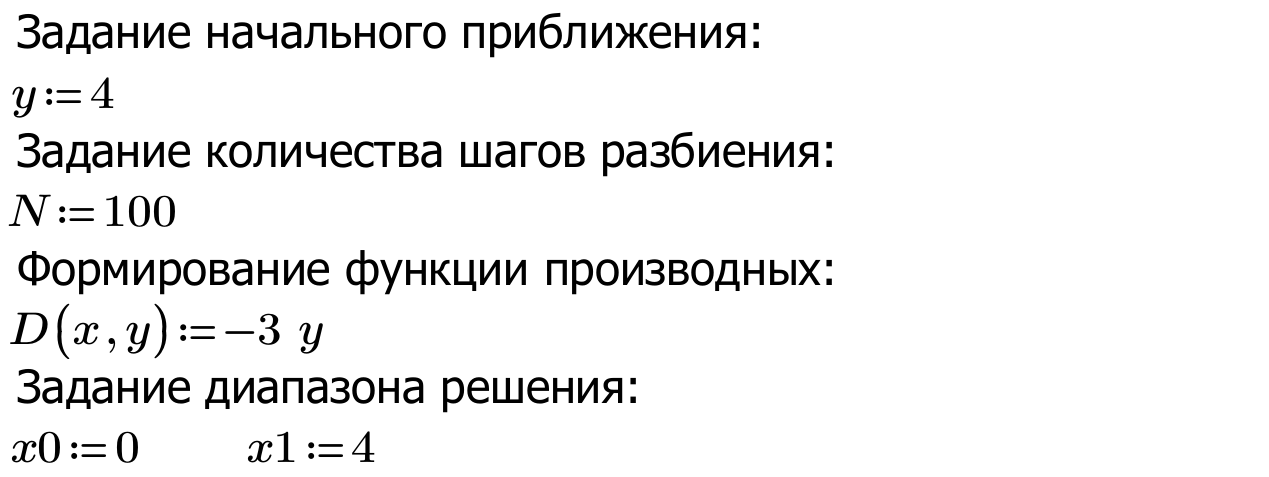 Задание начального приближения:
y:=4
Задание количества шагов разбиения:
N:=100
Формирование функции производных:
D(x,y):=−3 y
Задание диапазона решения:
x0:=0 x1:=4